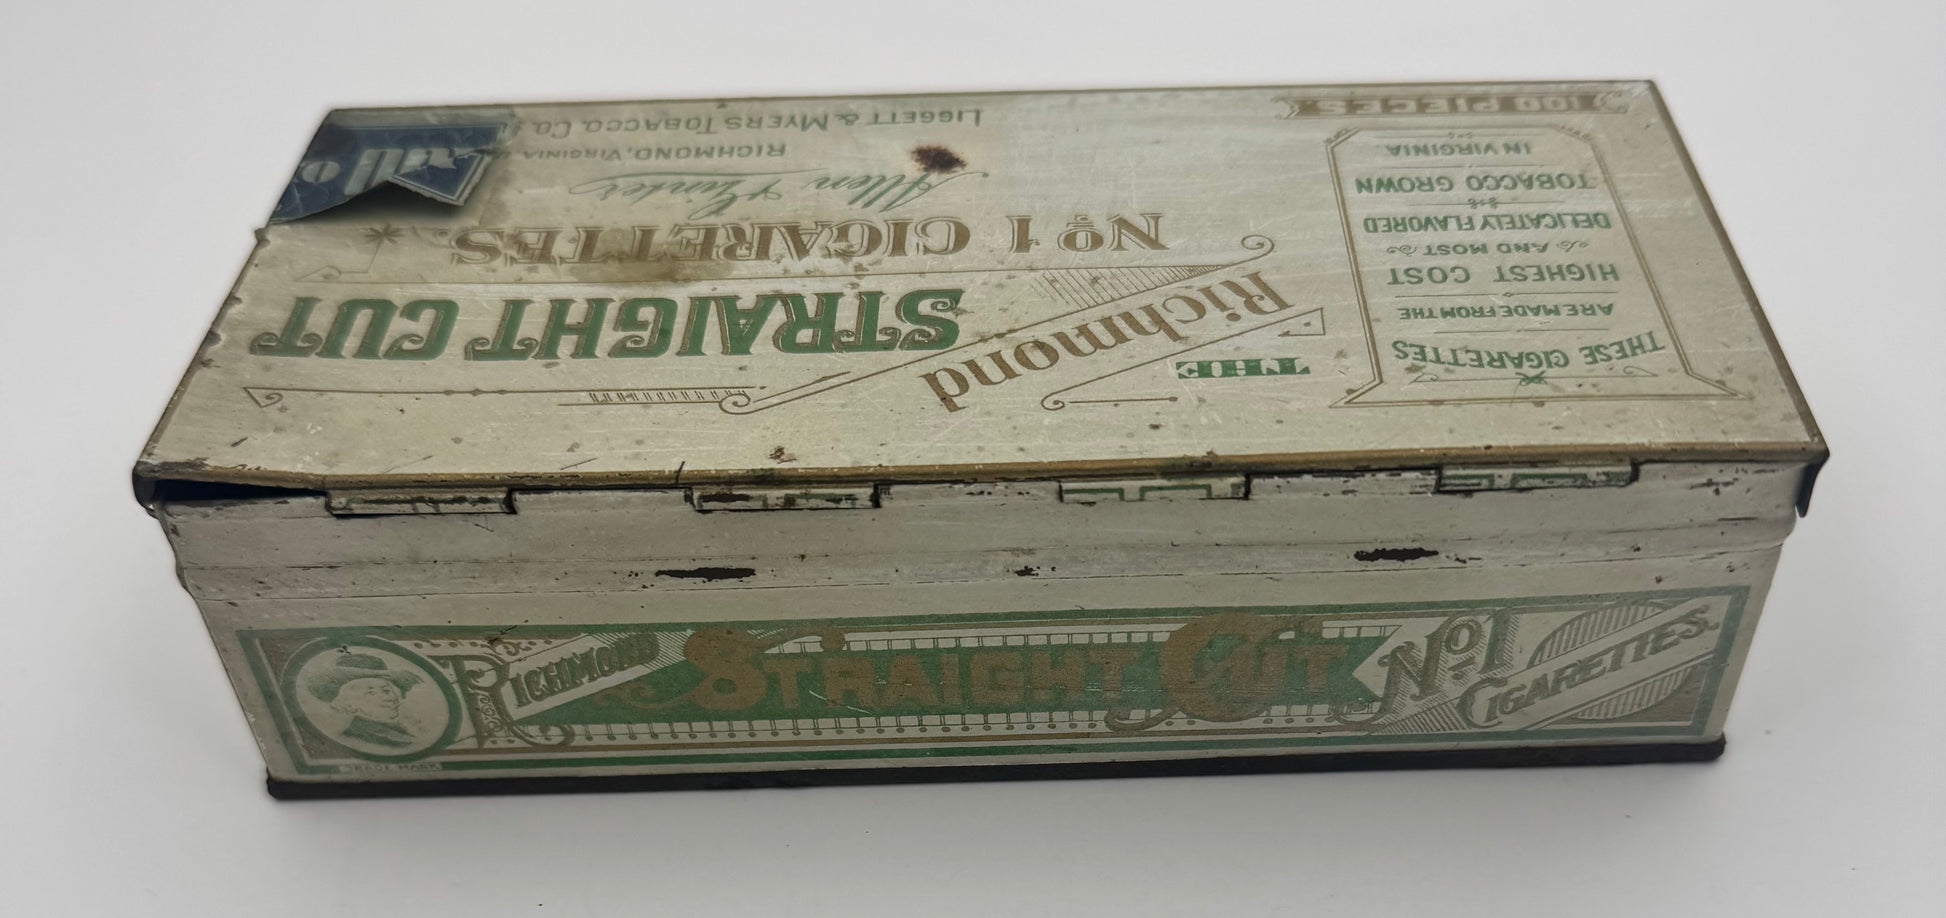 THE
Richmond
STRAIGHT CUT
Nº 1 CIGARETTES.
Allen & Ginter
RICHMOND, VIRGINIA
LIGGETT & MYERS TOBACCO. CO.
THESE CIGARETTES
ARE MADE FROM THE
HIGHEST COST
AND MOST
DELICATELY FLAVORED
TOBACCO GROWN
IN VIRGINIA.
100 PIECES.
RICHMOND STRAIGHT CUT Nº 1 CIGARETTES.
TRADE MARK